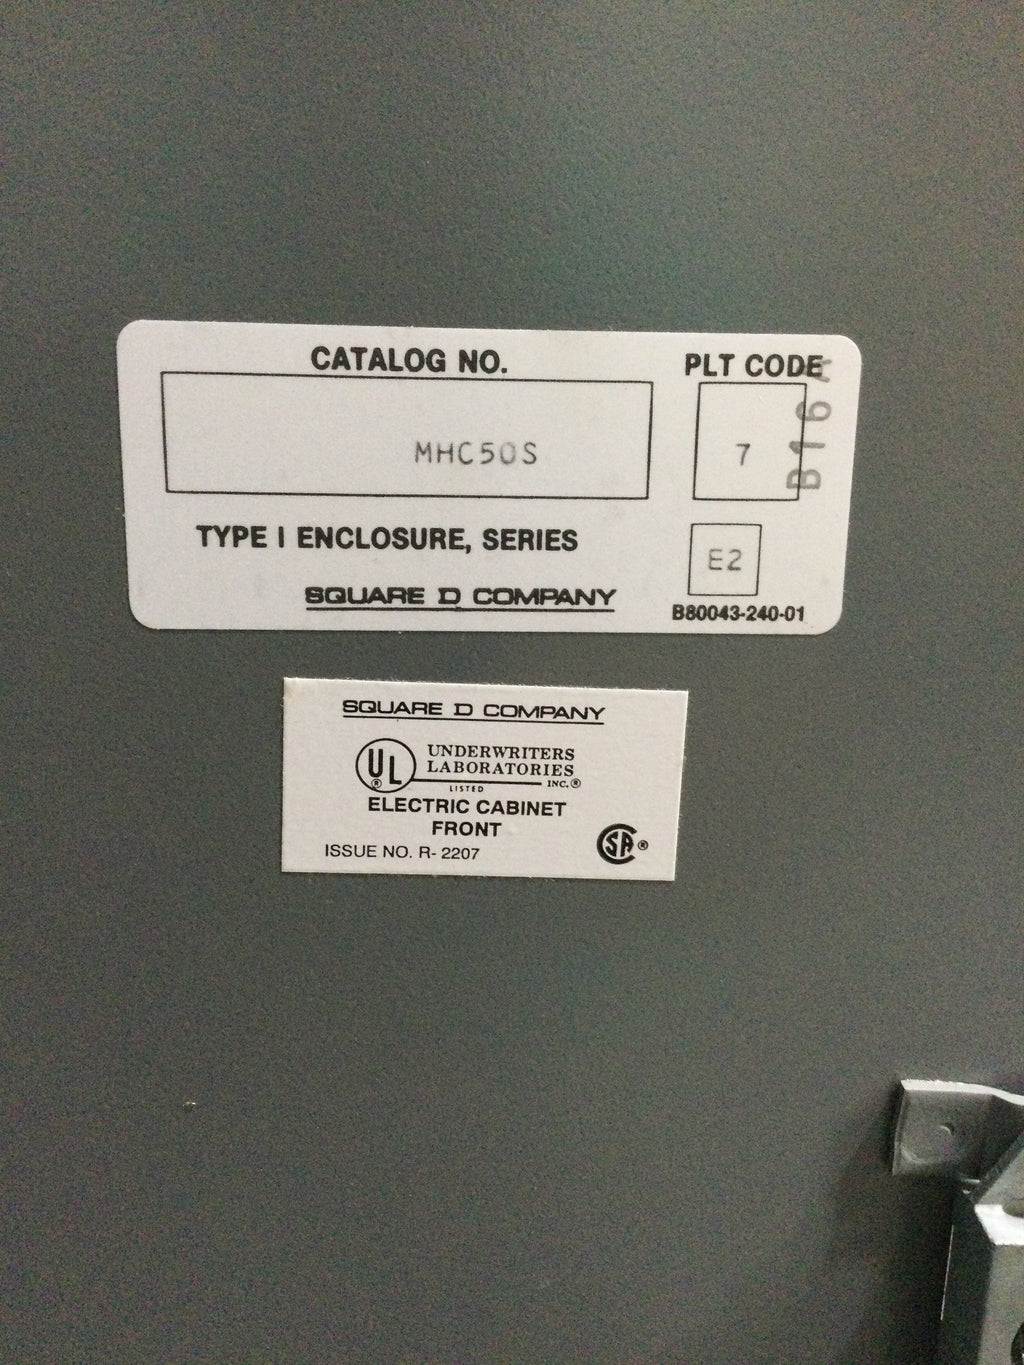 CATALOG NO. PLT CODE
MHC50S 7
B16A
TYPE I ENCLOSURE, SERIES E2
SQUARE D COMPANY
B80043-240-01
SQUARE D COMPANY
UL® UNDERWRITERS
LABORATORIES
LISTED INC.®
ELECTRIC CABINET
FRONT
ISSUE NO. R- 2207 SA®